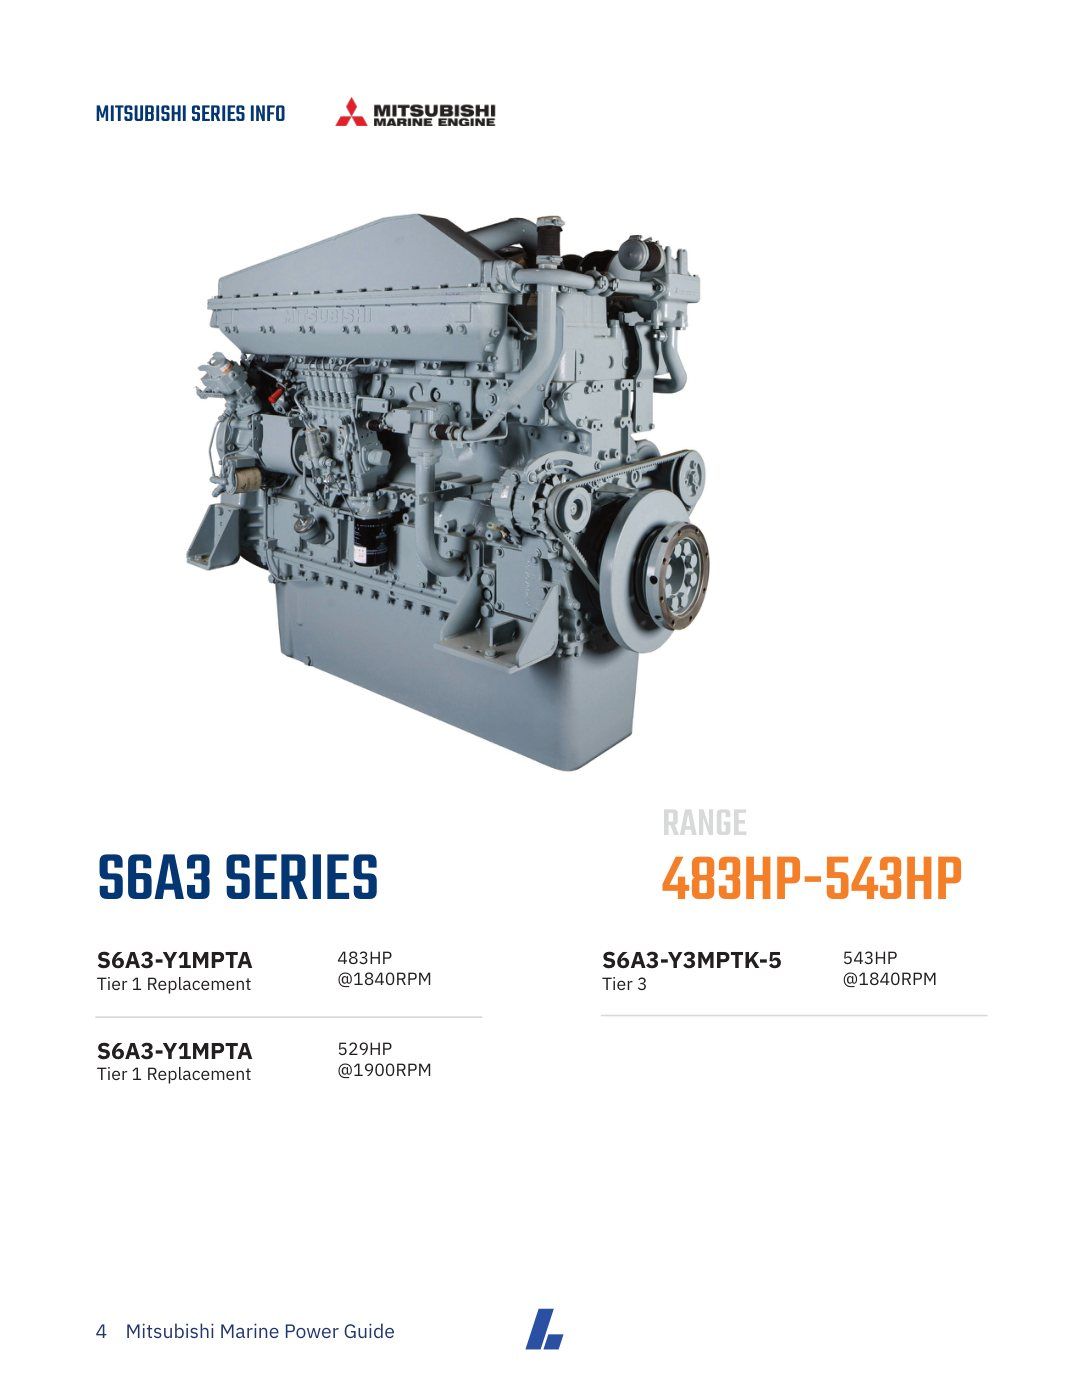 MITSUBISHI SERIES INFO
MITSUBISHI
MARINE ENGINE
MITSUBISHI
RANGE
S6A3 SERIES
483HP-543HP
S6A3-Y1MPTA
483HP
Tier 1 Replacement
@1840RPM
S6A3-Y1MPTA
529HP
Tier 1 Replacement
@1900RPM
S6A3-Y3MPTK-5
543HP
Tier 3
@1840RPM
4 Mitsubishi Marine Power Guide